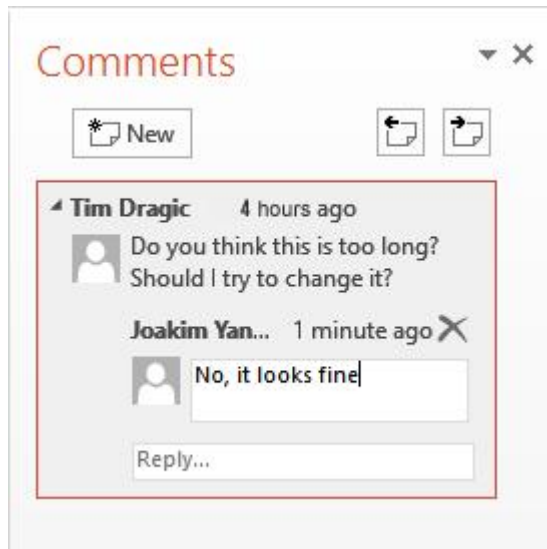 Comments
New
Tim Dragic 4 hours ago
Do you think this is too long?
Should I try to change it?
Joakim Yan... 1 minute ago
No, it looks fine
Reply...